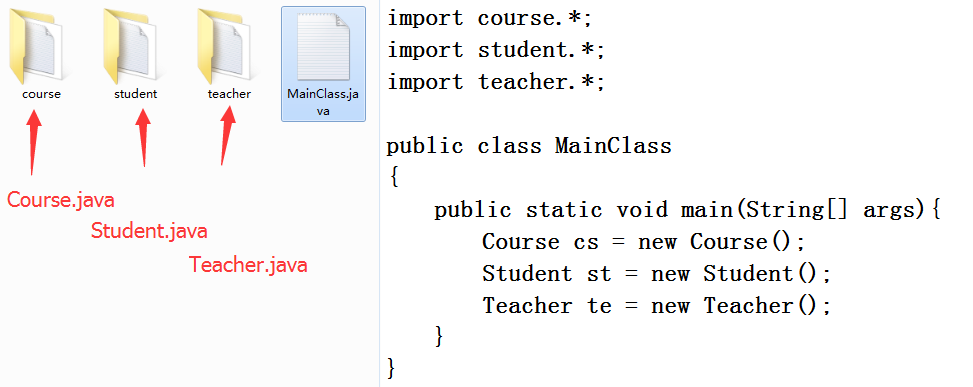 course
student
teacher
MainClass.ja
va
Course.java
Student.java
Teacher.java
import course.*;
import student.*;
import teacher.*;
public class MainClass
{
public static void main(String[] args){
Course cs = new Course();
Student st = new Student();
Teacher te = new Teacher();
}
}